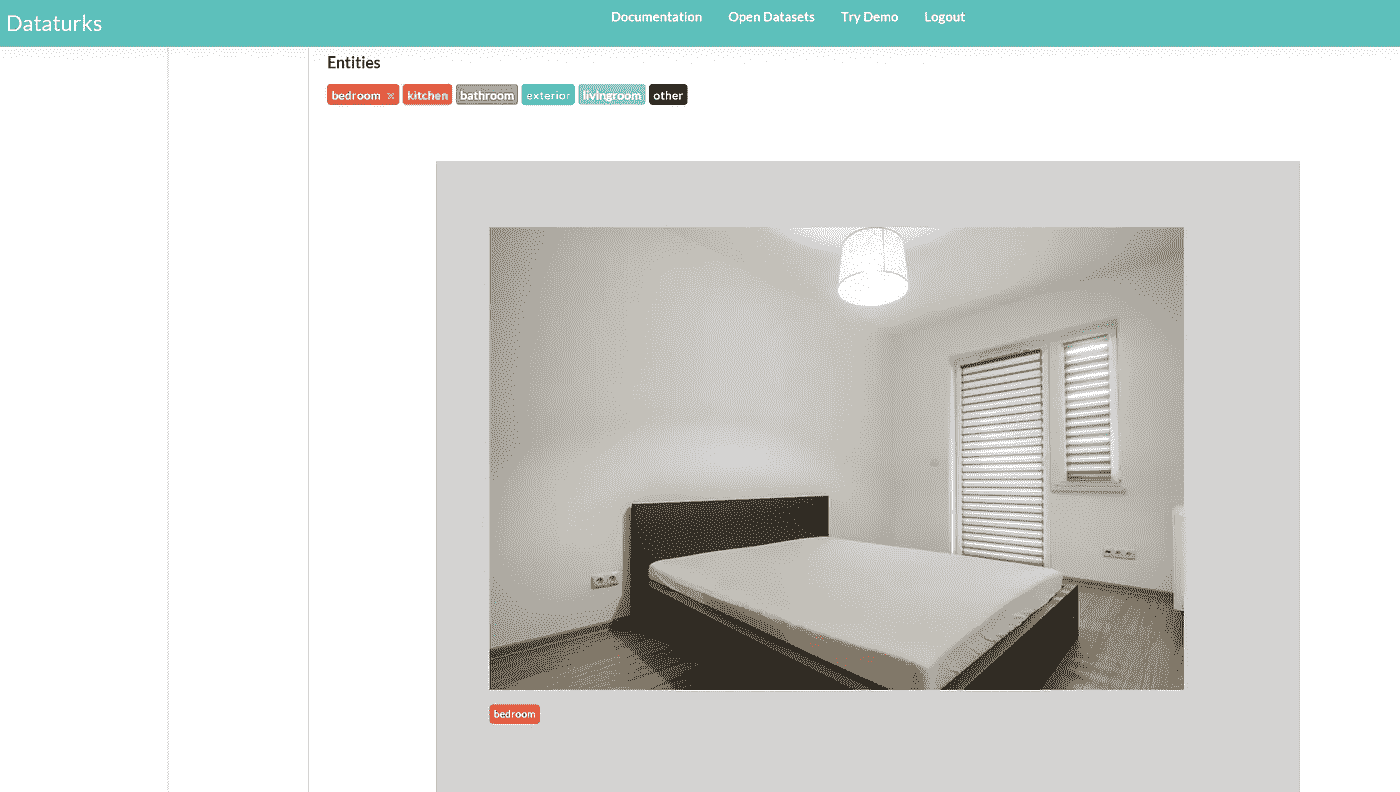 Dataturks Documentation Open Datasets Try Demo Logout
Entities
bedroom × kitchen bathroom exterior livingroom other
bedroom